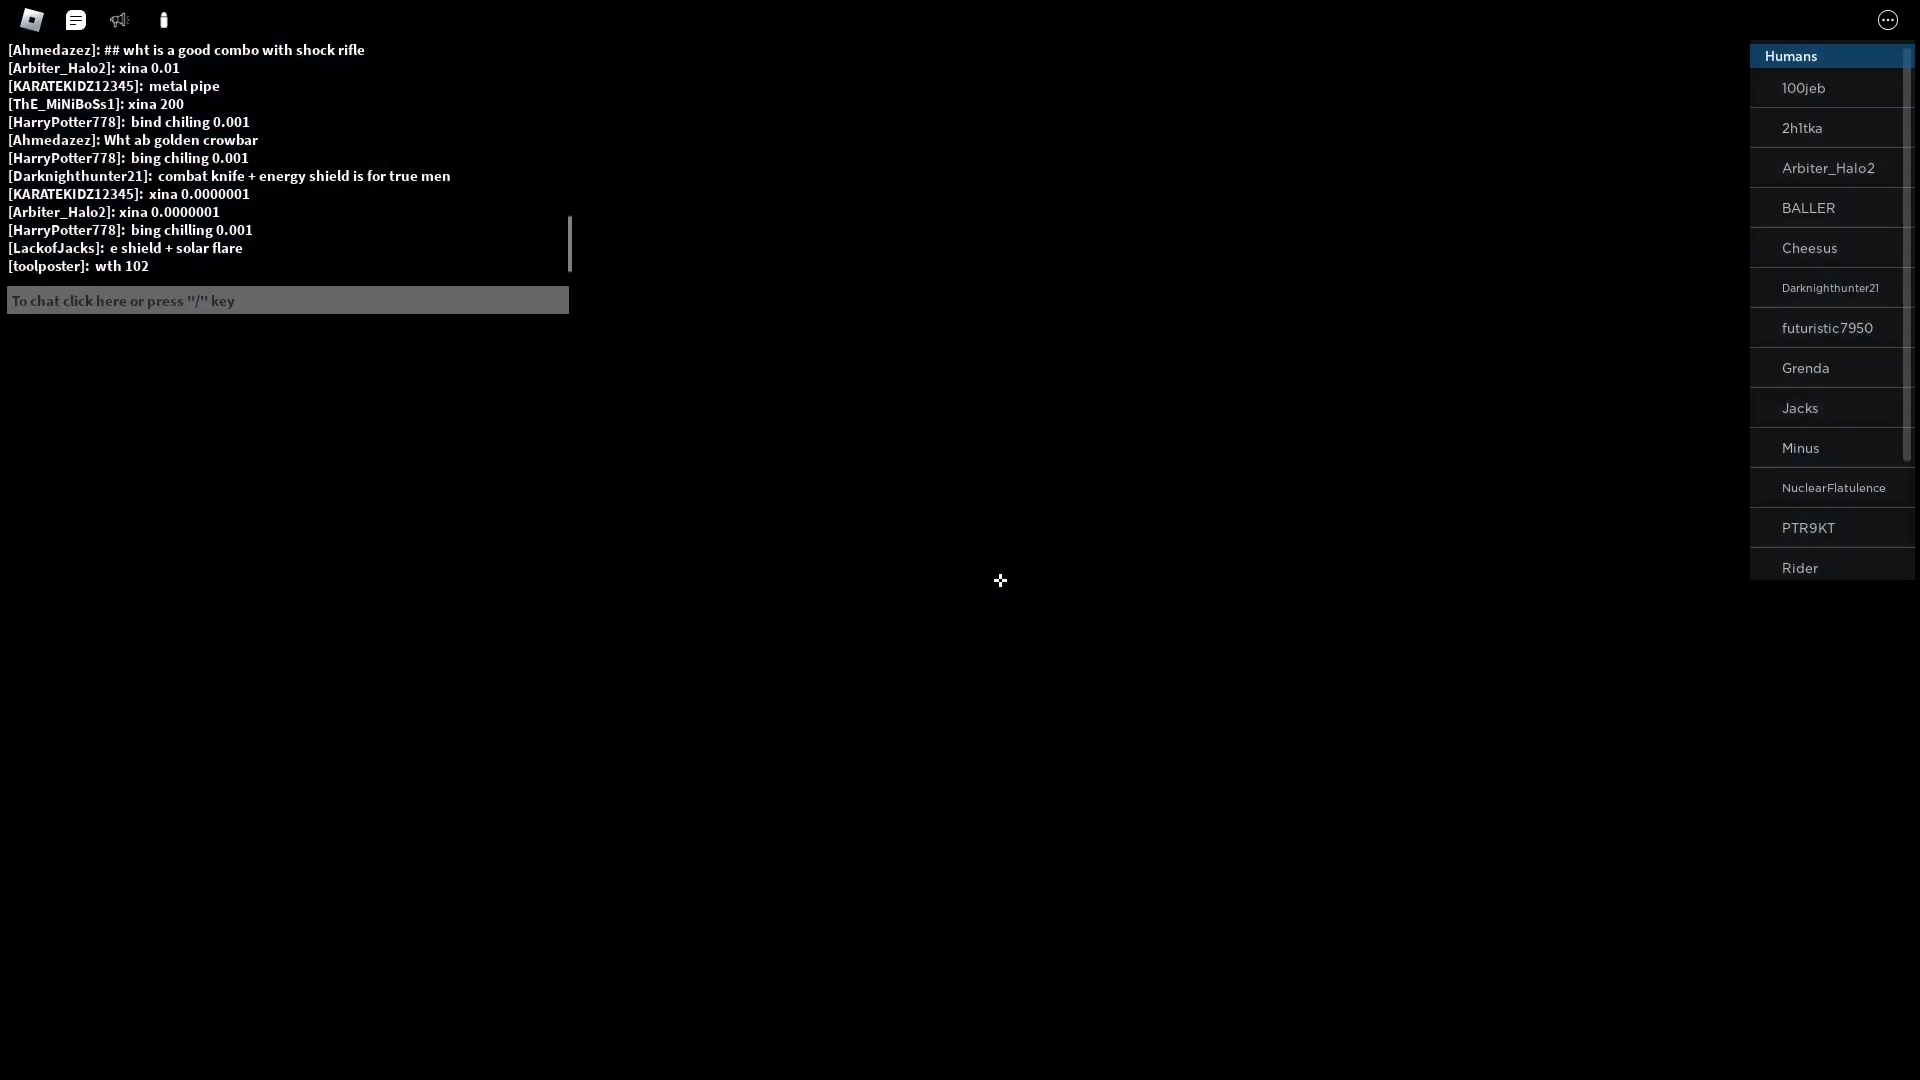 [Ahmedazez]: ## wht is a good combo with shock rifle
[Arbiter_Halo2]: xina 0.01
[KARATEKIDZ12345]: metal pipe
[ThE_MiNiBoSs1]: xina 200
[HarryPotter778]: bind chiling 0.001
[Ahmedazez]: Wht ab golden crowbar
[HarryPotter778]: bing chiling 0.001
[Darknighthunter21]: combat knife + energy shield is for true men
[KARATEKIDZ12345]: xina 0.0000001
[Arbiter_Halo2]: xina 0.0000001
[HarryPotter778]: bing chilling 0.001
[LackofJacks]: e shield + solar flare
[toolposter]: wth 102
To chat click here or press "/" key
Humans
100jeb
2h1tka
Arbiter_Halo2
BALLER
Cheesus
Darknighthunter21
futuristic7950
Grenda
Jacks
Minus
NuclearFlatulence
PTR9KT
Rider